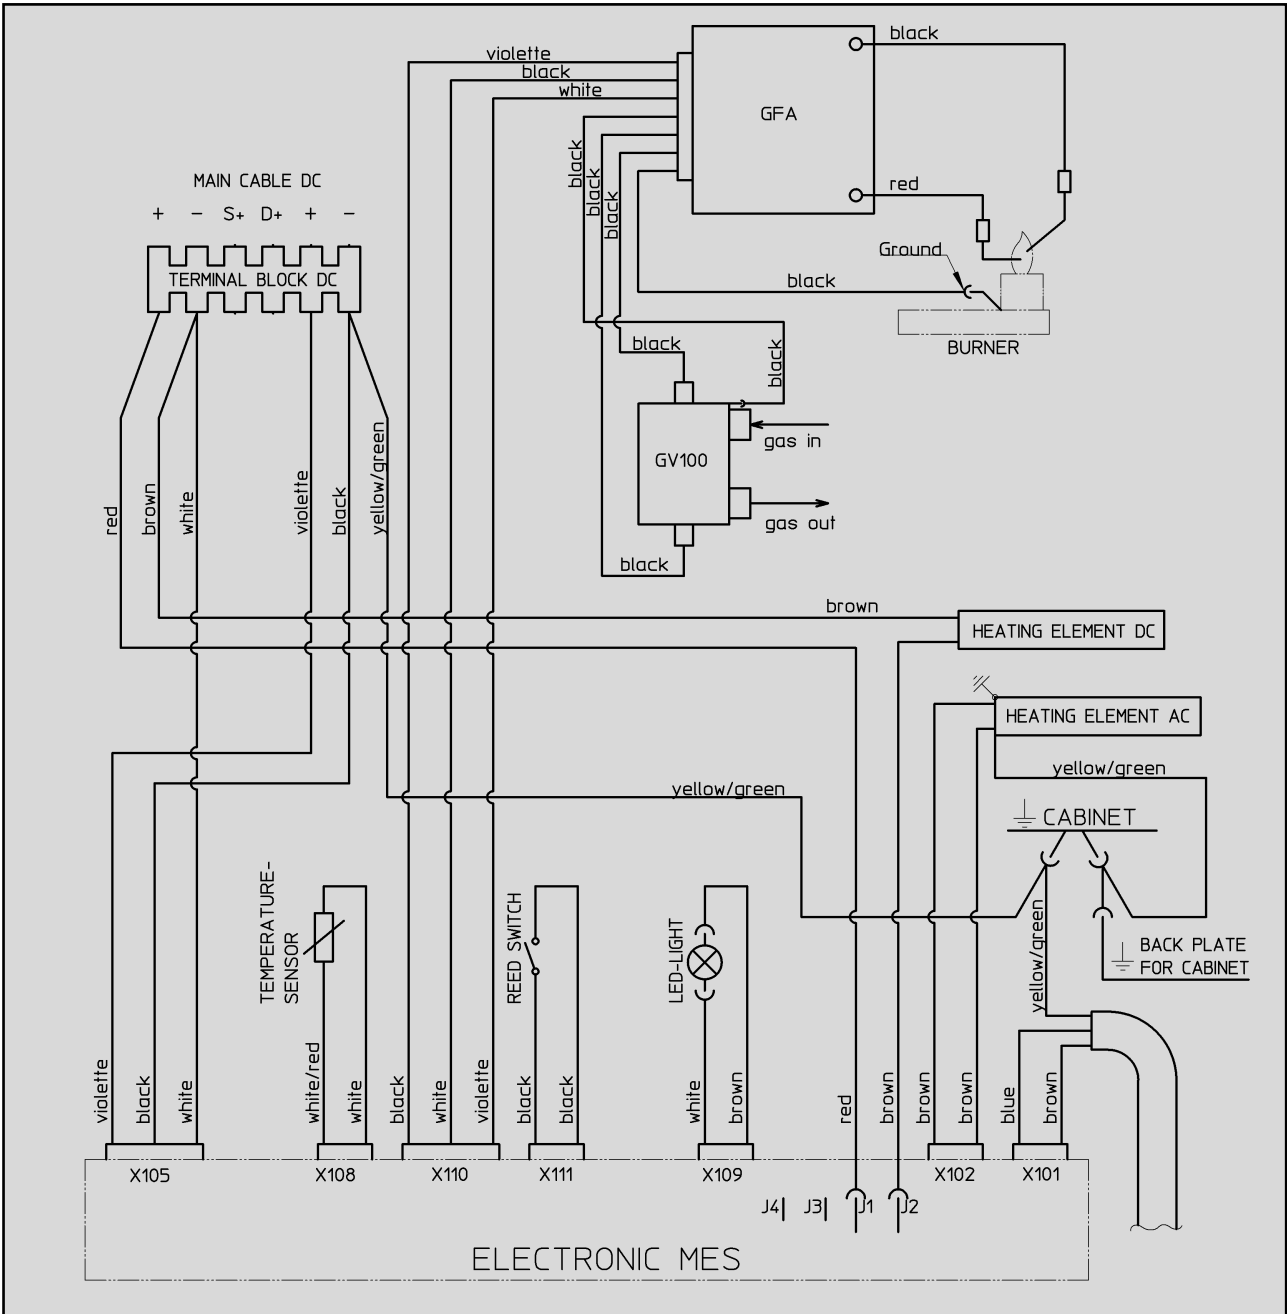 violette
black
white
black
black
black
GFA
black
red
MAIN CABLE DC
+ − S+ D+ + −
TERMINAL BLOCK DC
Ground
black
BURNER
black
black
gas in
GV100
gas out
black
red
brown
white
violette
black
yellow/green
brown
HEATING ELEMENT DC
HEATING ELEMENT AC
yellow/green
yellow/green
CABINET
TEMPERATURE-
SENSOR
REED SWITCH
LED-LIGHT
yellow/green
BACK PLATE
FOR CABINET
violette
black
white
white/red
white
black
white
violette
black
black
white
brown
red
brown
brown
brown
blue
brown
X105
X108
X110
X111
X109
X102
X101
J4
J3
J1
J2
ELECTRONIC MES